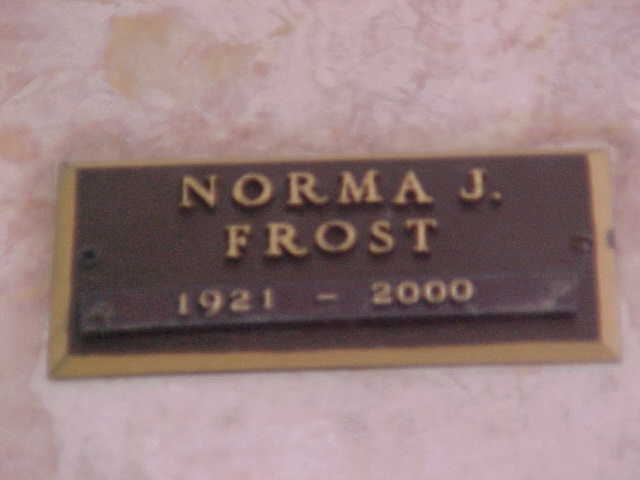 NORMA J.
FROST
1921 - 2000